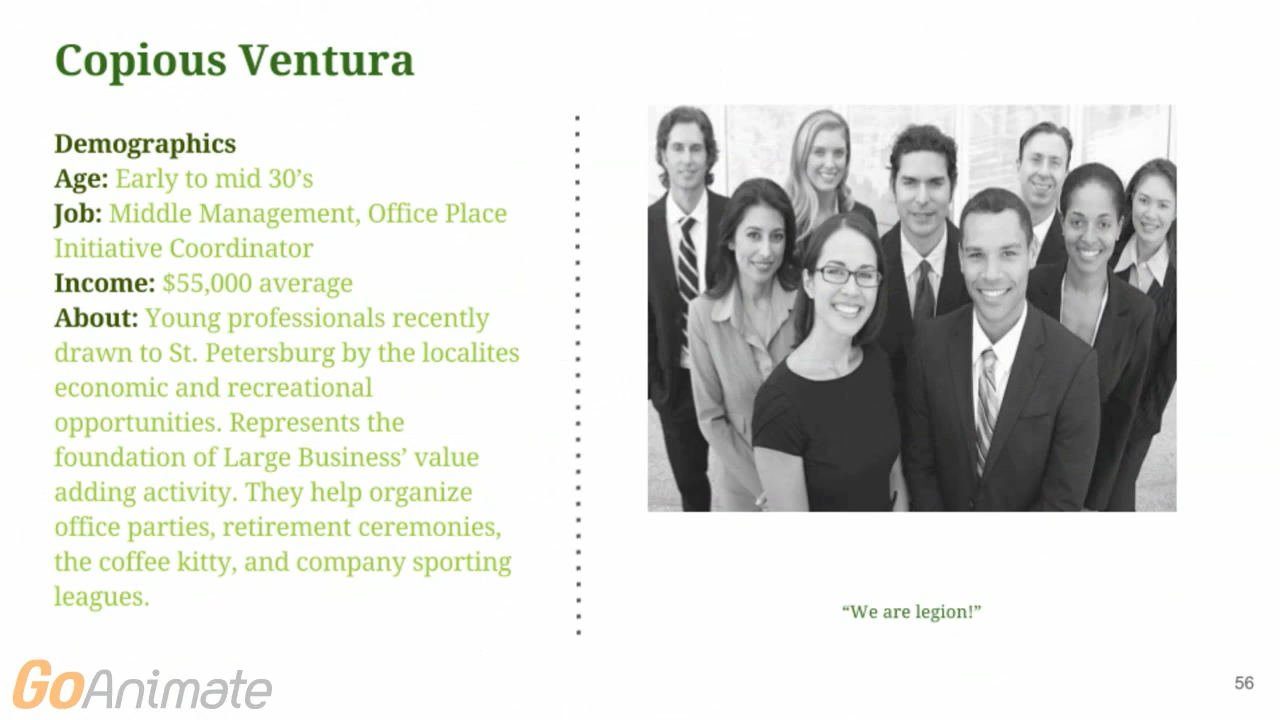 Copious Ventura
Demographics
Age: Early to mid 30’s
Job: Middle Management, Office Place
Initiative Coordinator
Income: $55,000 average
About: Young professionals recently
drawn to St. Petersburg by the localites
economic and recreational
opportunities. Represents the
foundation of Large Business’ value
adding activity. They help organize
office parties, retirement ceremonies,
the coffee kitty, and company sporting
leagues.
“We are legion!”
GoAnimate
56